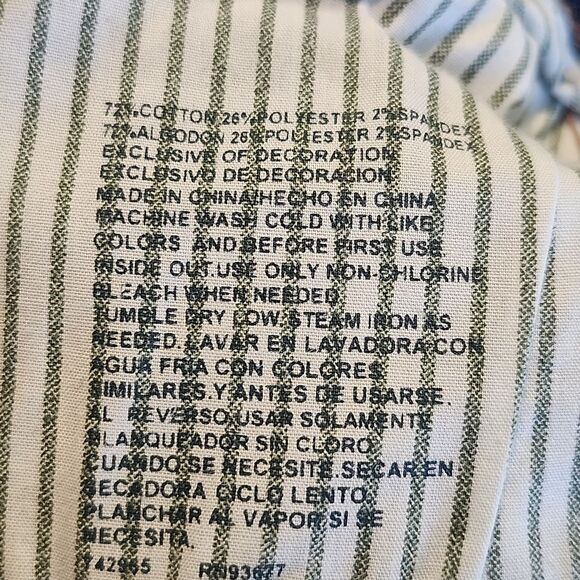 72%COTTON 26%POLYESTER 2%SPANDEX
72%ALGODON 26%POLIESTER 2%SPANDEX
EXCLUSIVE OF DECORATION
EXCLUSIVO DE DECORACION
MADE IN CHINA/HECHO EN CHINA
MACHINE WASH COLD WITH LIKE
COLORS AND BEFORE FIRST USE
INSIDE OUT.USE ONLY NON-CHLORINE
BLEACH WHEN NEEDED
TUMBLE DRY LOW. STEAM IRON AS
NEEDED. LAVAR EN LAVADORA CON
AGUA FRIA CON COLORES
SIMILARES.Y ANTES DE USARSE.
AL REVERSO.USAR SOLAMENTE
BLANQUEADOR SIN CLORO
CUANDO SE NECESITE.SECAR EN
SECADORA CICLO LENTO
PLANCHAR AL VAPOR SI SE
NECESITA.
742965 RN93677